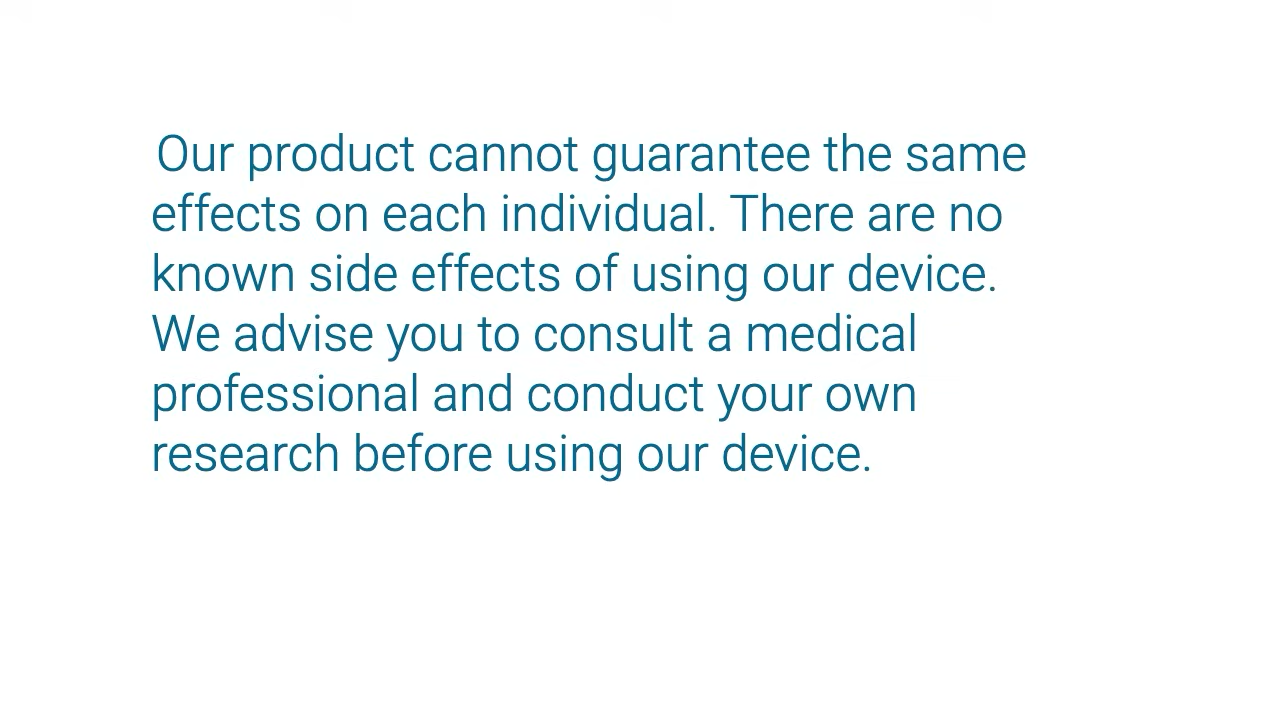 Our product cannot guarantee the same
effects on each individual. There are no
known side effects of using our device.
We advise you to consult a medical
professional and conduct your own
research before using our device.